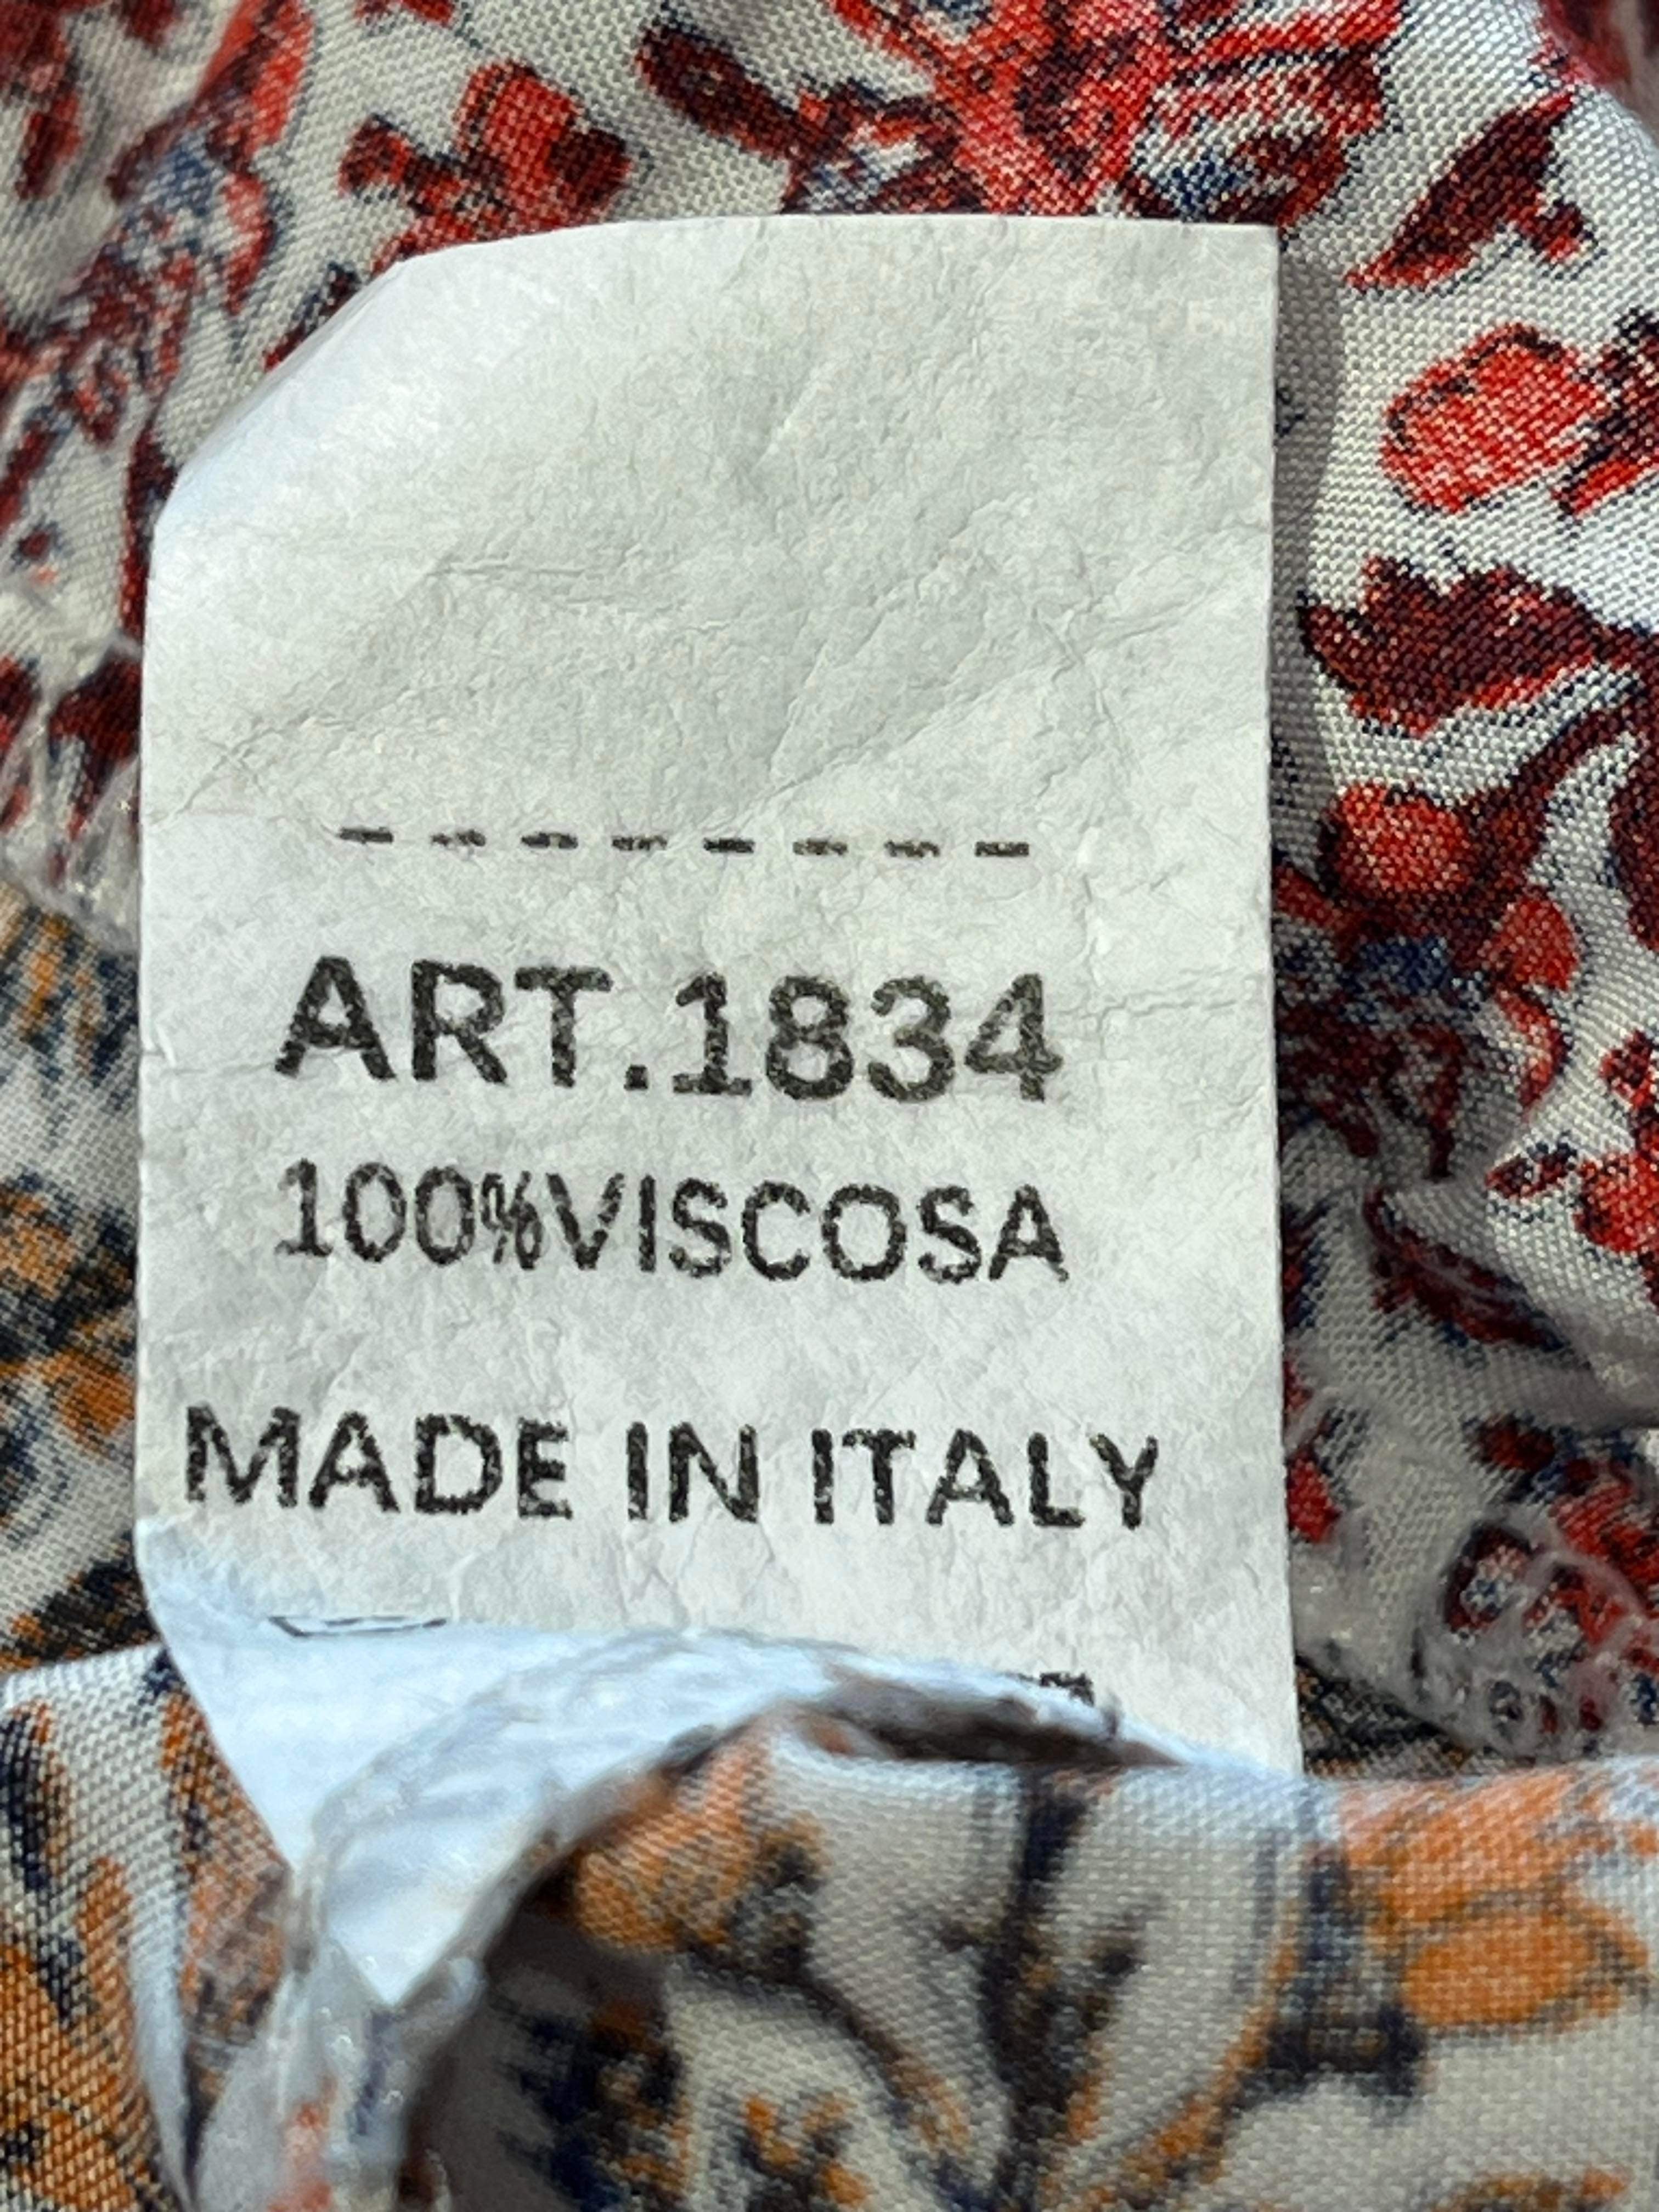 --------
ART.1834
100%VISCOSA
MADE IN ITALY